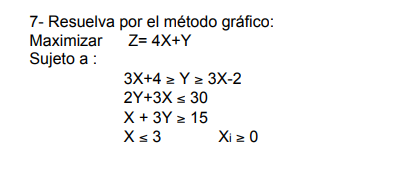 7- Resuelva por el método gráfico:
Maximizar Z= 4X+Y
Sujeto a :
3X+4 ≥ Y ≥ 3X-2
2Y+3X ≤ 30
X + 3Y ≥ 15
X ≤ 3 Xi ≥ 0